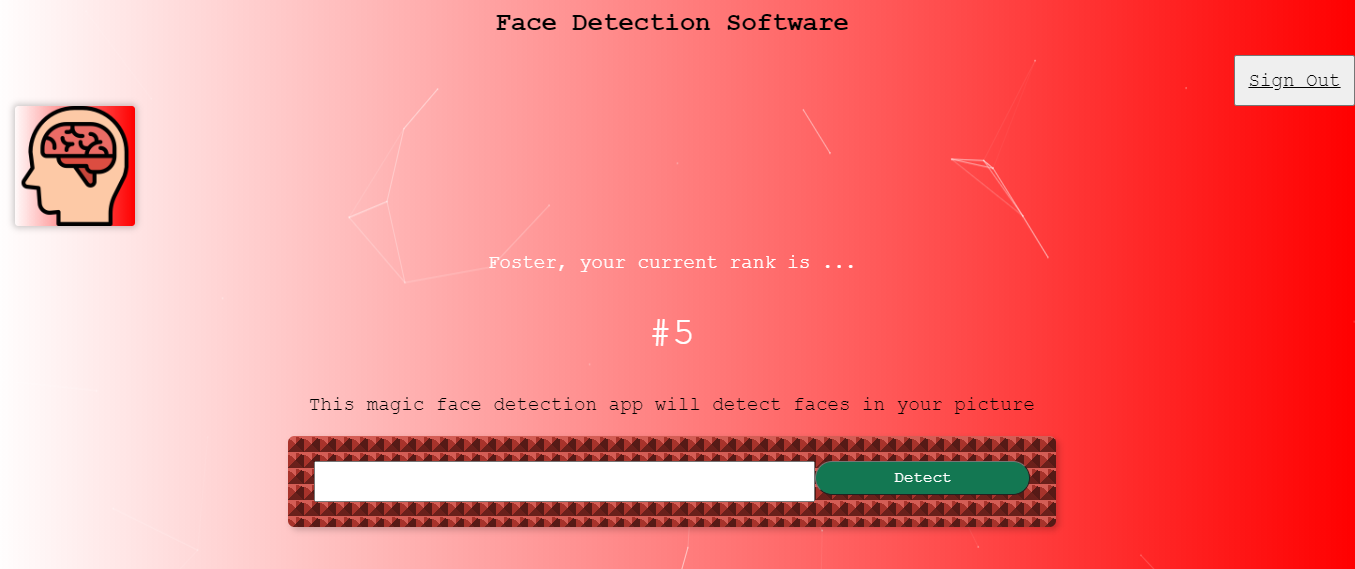 Face Detection Software
Sign Out
Foster, your current rank is ...
#5
This magic face detection app will detect faces in your picture
Detect